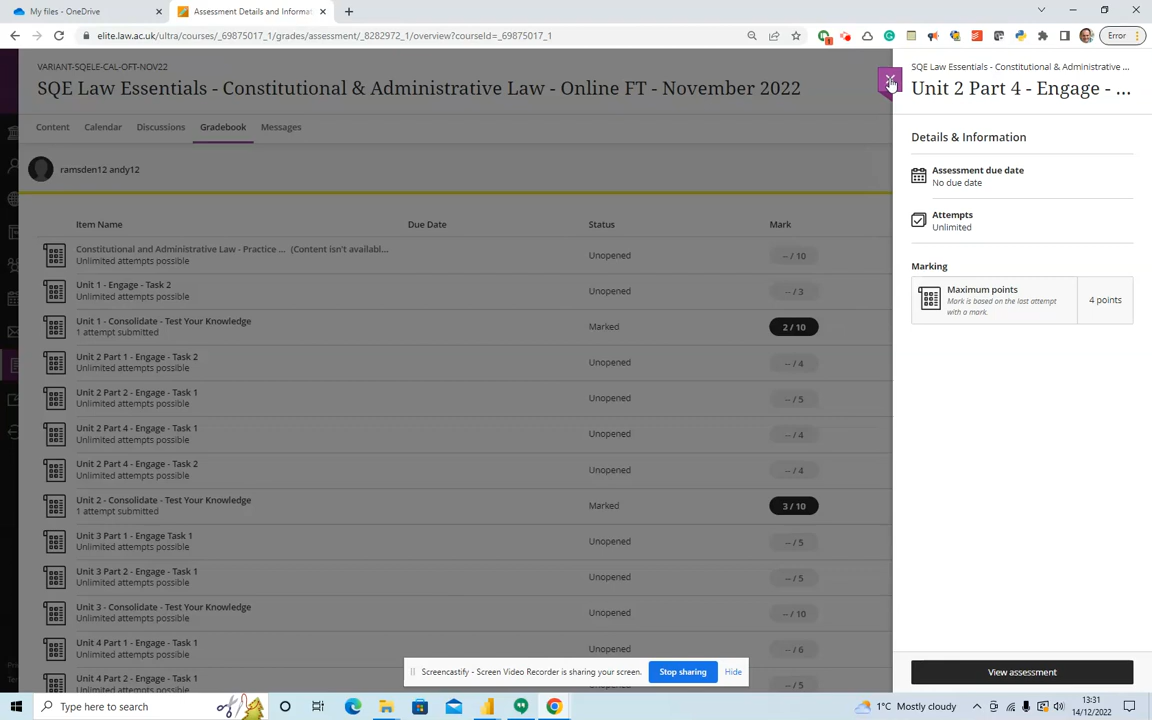 My files - OneDrive
Assessment Details and Informa
elite.law.ac.uk/ultra/courses/_69875017_1/grades/assessment/_8282972_1/overview?courseId=_69875017_1
Error
VARIANT-SQELE-CAL-OFT-NOV22
SQE Law Essentials - Constitutional & Administrative Law - Online FT - November 2022
Content Calendar Discussions Gradebook Messages
ramsden12 andy12
Item Name Due Date Status Mark
Constitutional and Administrative Law - Practice ... (Content isn't availabl...
Unlimited attempts possible
Unopened
-- / 10
Unit 1 - Engage - Task 2
Unlimited attempts possible
Unopened
-- / 3
Unit 1 - Consolidate - Test Your Knowledge
1 attempt submitted
Marked
2 / 10
Unit 2 Part 1 - Engage - Task 2
Unlimited attempts possible
Unopened
-- / 4
Unit 2 Part 2 - Engage - Task 1
Unlimited attempts possible
Unopened
-- / 5
Unit 2 Part 4 - Engage - Task 1
Unlimited attempts possible
Unopened
-- / 4
Unit 2 Part 4 - Engage - Task 2
Unlimited attempts possible
Unopened
-- / 4
Unit 2 - Consolidate - Test Your Knowledge
1 attempt submitted
Marked
3 / 10
Unit 3 Part 1 - Engage Task 1
Unlimited attempts possible
Unopened
-- / 5
Unit 3 Part 2 - Engage - Task 1
Unlimited attempts possible
Unopened
-- / 5
Unit 3 - Consolidate - Test Your Knowledge
Unlimited attempts possible
Unopened
-- / 10
Unit 4 Part 1 - Engage - Task 1
Unlimited attempts possible
Unopened
-- / 6
Unit 4 Part 2 - Engage - Task 1
-- / 5
SQE Law Essentials - Constitutional & Administrative ...
Unit 2 Part 4 - Engage - ...
Details & Information
Assessment due date
No due date
Attempts
Unlimited
Marking
Maximum points
Mark is based on the last attempt
with a mark.
4 points
View assessment
Screencastify - Screen Video Recorder is sharing your screen.
Stop sharing
Hide
Type here to search
1°C Mostly cloudy
13:31
14/12/2022